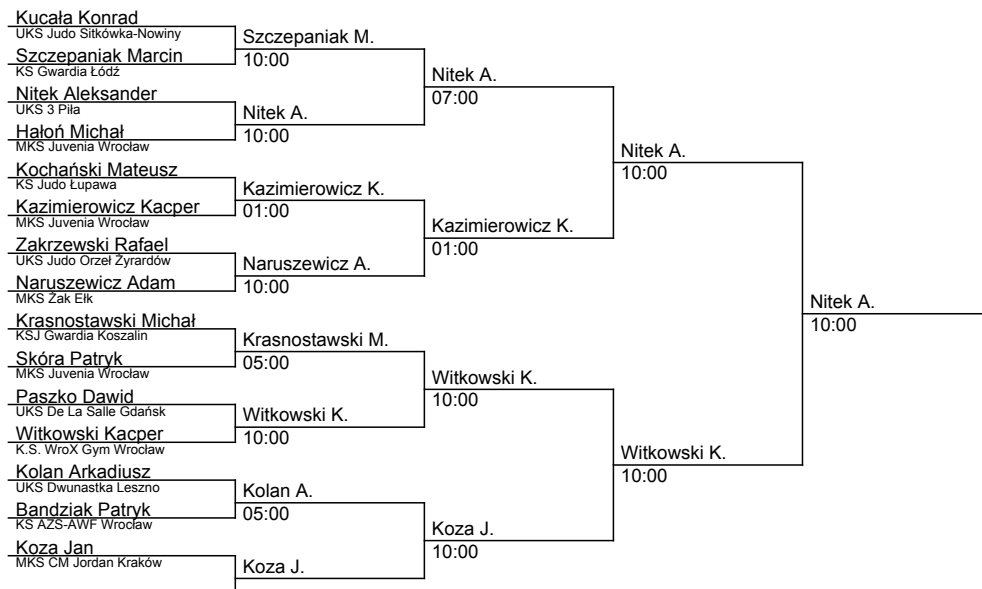 Kucała Konrad
UKS Judo Sitkówka-Nowiny
Szczepaniak M.
10:00
Szczepaniak Marcin
KS Gwardia Łódź
Nitek A.
07:00
Nitek Aleksander
UKS 3 Piła
Nitek A.
10:00
Hałoń Michał
MKS Juvenia Wrocław
Nitek A.
10:00
Kochański Mateusz
KS Judo Łupawa
Kazimierowicz K.
01:00
Kazimierowicz Kacper
MKS Juvenia Wrocław
Kazimierowicz K.
01:00
Zakrzewski Rafael
UKS Judo Orzeł Żyrardów
Naruszewicz A.
10:00
Naruszewicz Adam
MKS Żak Ełk
Nitek A.
10:00
Krasnostawski Michał
KSJ Gwardia Koszalin
Krasnostawski M.
05:00
Skóra Patryk
MKS Juvenia Wrocław
Witkowski K.
10:00
Paszko Dawid
UKS De La Salle Gdańsk
Witkowski K.
10:00
Witkowski Kacper
K.S. WroX Gym Wrocław
Witkowski K.
10:00
Kolan Arkadiusz
UKS Dwunastka Leszno
Kolan A.
05:00
Bandziak Patryk
KS AZS-AWF Wrocław
Koza J.
10:00
Koza Jan
MKS CM Jordan Kraków
Koza J.